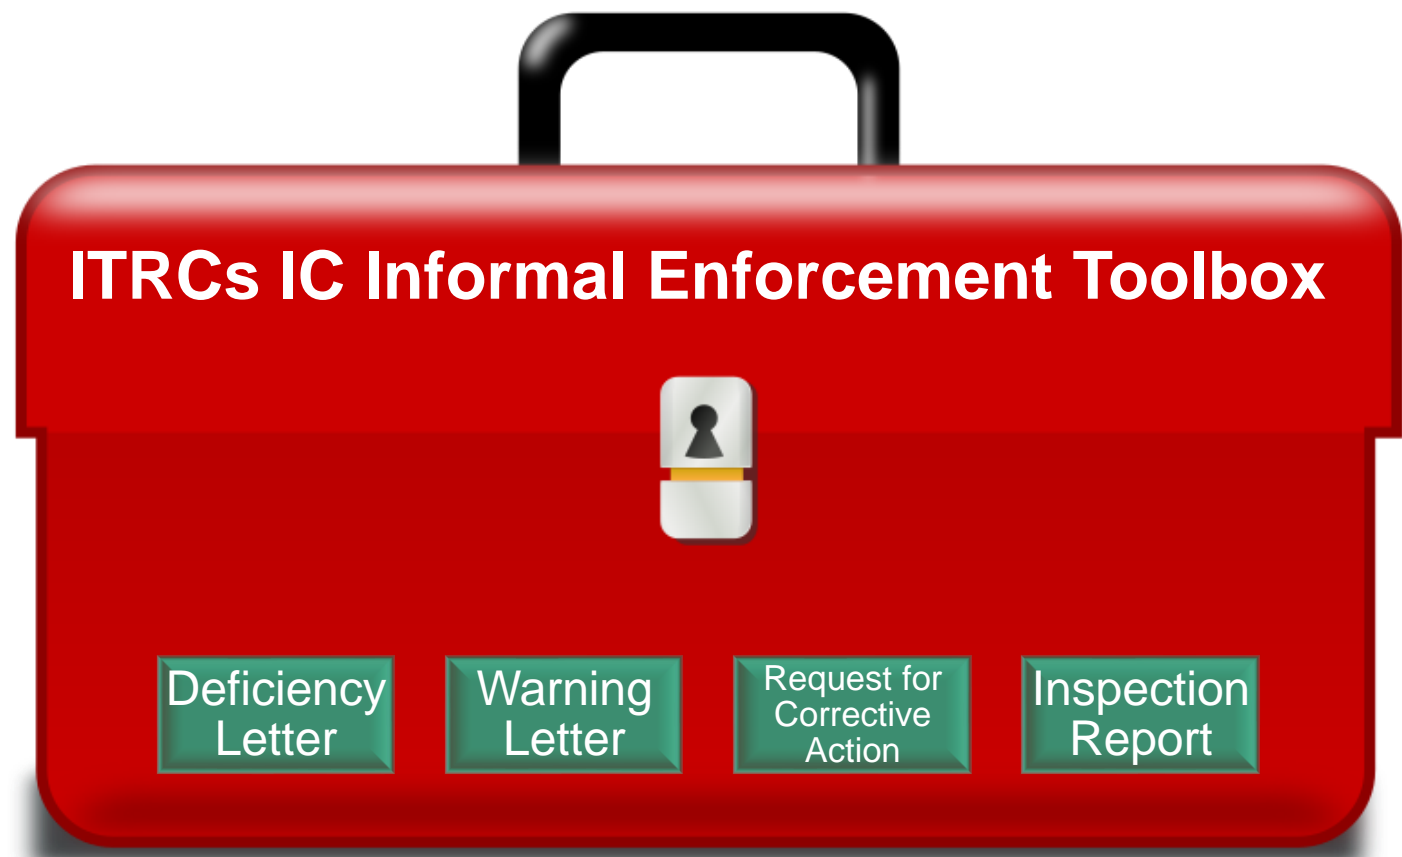 ITRCs IC Informal Enforcement Toolbox
Deficiency
Letter
Warning
Letter
Request for
Corrective
Action
Inspection
Report